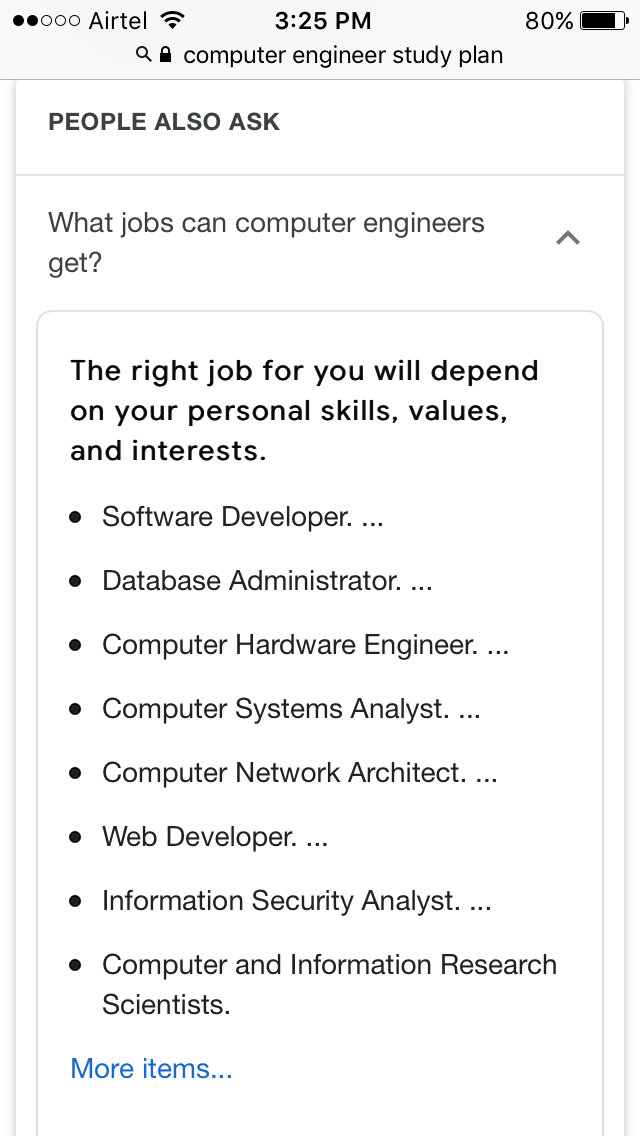 Airtel 3:25 PM 80%
computer engineer study plan
PEOPLE ALSO ASK
What jobs can computer engineers
get?
The right job for you will depend
on your personal skills, values,
and interests.
• Software Developer. ...
• Database Administrator. ...
• Computer Hardware Engineer. ...
• Computer Systems Analyst. ...
• Computer Network Architect. ...
• Web Developer. ...
• Information Security Analyst. ...
• Computer and Information Research
Scientists.
More items...